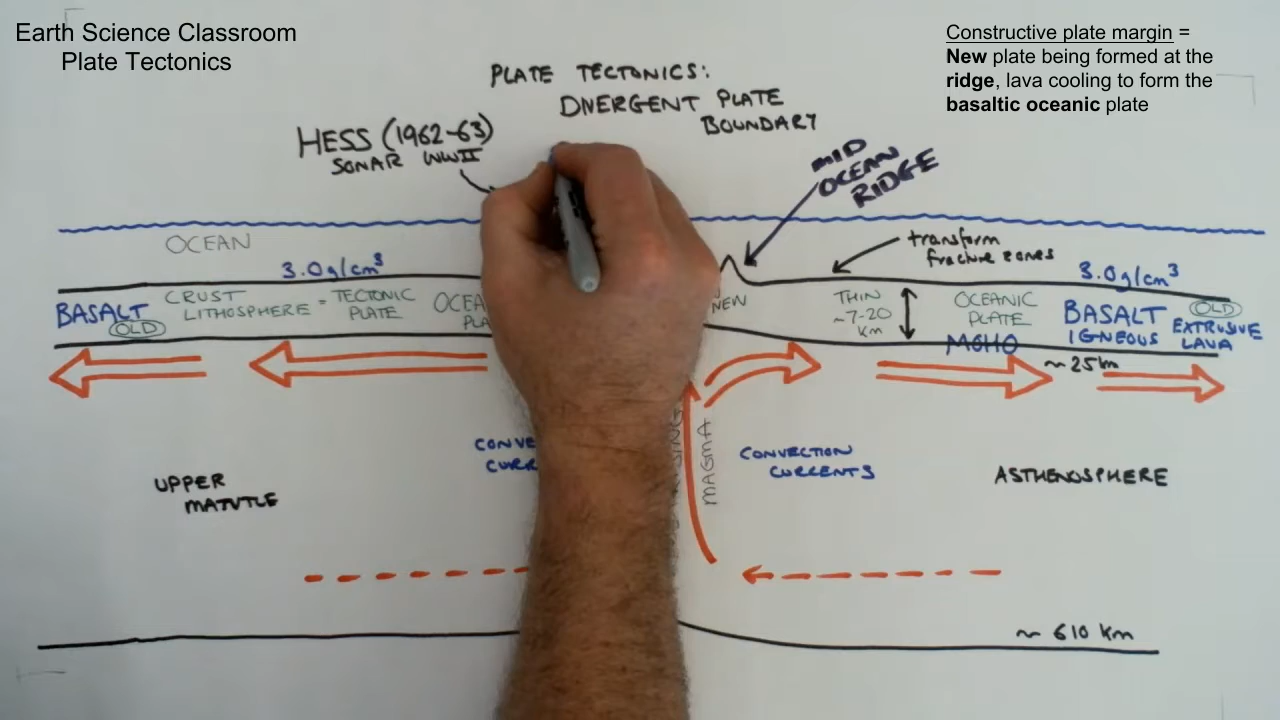 Earth Science Classroom
Plate Tectonics
Constructive plate margin =
New plate being formed at the
ridge, lava cooling to form the
basaltic oceanic plate
PLATE TECTONICS:
DIVERGENT PLATE
BOUNDARY
HESS (1962-63)
SONAR WWII
MID
OCEAN
RIDGE
OCEAN
transform
fracture zones
3.0g/cm³
3.0g/cm³
BASALT
OLD
CRUST
LITHOSPHERE = TECTONIC
PLATE
NEW
THIN
~7-20
km
OCEANIC
PLATE
MOHO
BASALT
IGNEOUS
OLD
EXTRUSIVE
LAVA
~25km
MAGMA
CONVECTION
CURRENTS
UPPER
MATVTLE
ASTHENOSPHERE
~ 610 km